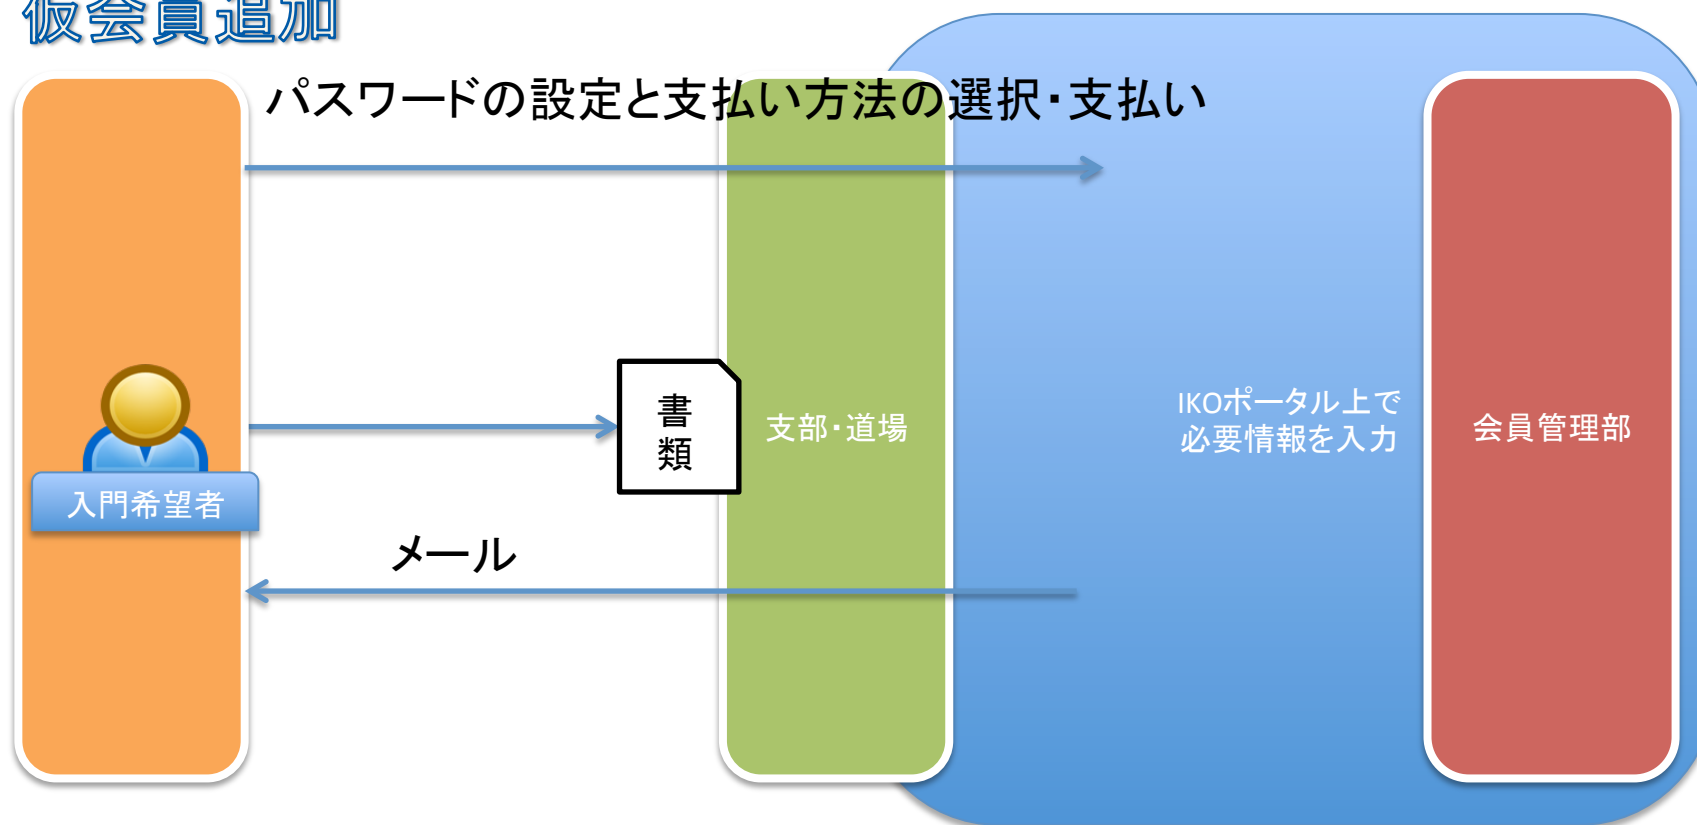 仮会員追加
パスワードの設定と支払い方法の選択・支払い
書
類
支部・道場
IKOポータル上で
必要情報を入力
会員管理部
入門希望者
メール